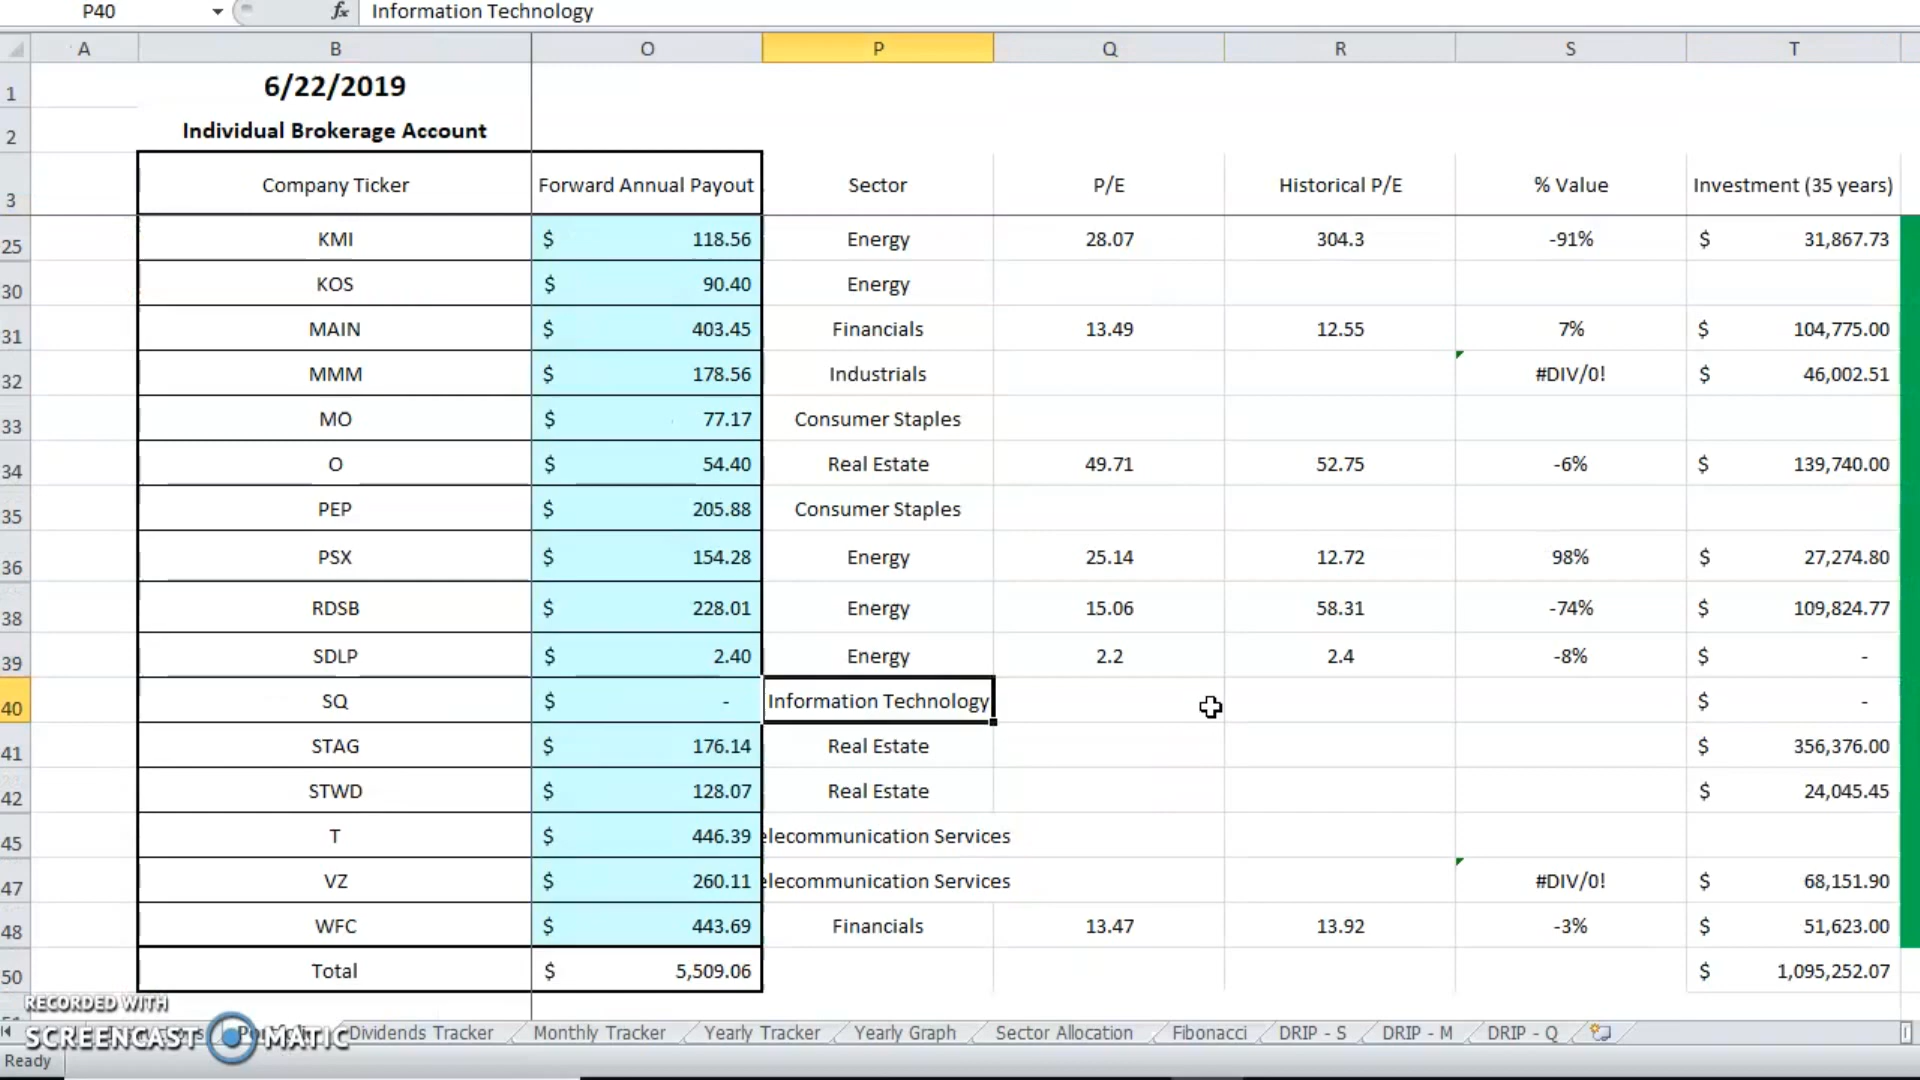 P40 fx Information Technology
A B O P Q R S T
1 6/22/2019
2 Individual Brokerage Account
3 Company Ticker Forward Annual Payout Sector P/E Historical P/E % Value Investment (35 years)
25 KMI $ 118.56 Energy 28.07 304.3 -91% $ 31,867.73
30 KOS $ 90.40 Energy
31 MAIN $ 403.45 Financials 13.49 12.55 7% $ 104,775.00
32 MMM $ 178.56 Industrials #DIV/0! $ 46,002.51
33 MO $ 77.17 Consumer Staples
34 O $ 54.40 Real Estate 49.71 52.75 -6% $ 139,740.00
35 PEP $ 205.88 Consumer Staples
36 PSX $ 154.28 Energy 25.14 12.72 98% $ 27,274.80
38 RDSB $ 228.01 Energy 15.06 58.31 -74% $ 109,824.77
39 SDLP $ 2.40 Energy 2.2 2.4 -8% $ -
40 SQ $ - Information Technology $ -
41 STAG $ 176.14 Real Estate $ 356,376.00
42 STWD $ 128.07 Real Estate $ 24,045.45
45 T $ 446.39 elecommunication Services
47 VZ $ 260.11 elecommunication Services #DIV/0! $ 68,151.90
48 WFC $ 443.69 Financials 13.47 13.92 -3% $ 51,623.00
50 Total $ 5,509.06 $ 1,095,252.07
RECORDED WITH
SCREENCAST MATIC
Dividends Tracker Monthly Tracker Yearly Tracker Yearly Graph Sector Allocation Fibonacci DRIP - S DRIP - M DRIP - Q
Ready